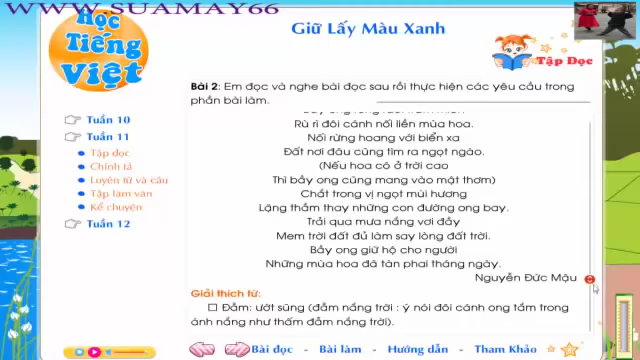 WWW.SUAMAY66
Học
Tiếng
Việt
Giữ Lấy Màu Xanh
Tập Đọc
Bài 2: Em đọc và nghe bài đọc sau rồi thực hiện các yêu cầu trong
phần bài làm.
Tuần 10
Tuần 11
Tập đọc
Chính tả
Luyện từ và câu
Tập làm văn
Kể chuyện
Tuần 12
Rù rì đôi cánh nối liền mùa hoa.
Nối rừng hoang với biển xa
Đất nơi đâu cũng tìm ra ngọt ngào.
(Nếu hoa có ở trời cao
Thì bầy ong cũng mang vào mật thơm)
Chắt trong vị ngọt mùi hương
Lặng thầm thay những con đường ong bay.
Trải qua mưa nắng vơi đầy
Men trời đất đủ làm say lòng đất trời.
Bầy ong giữ hộ cho người
Những mùa hoa đã tàn phai tháng ngày.
Nguyễn Đức Mậu
Giải thích từ:
Đẫm: ướt sũng (đẫm nắng trời : ý nói đôi cánh ong tắm trong
ánh nắng như thấm đẫm nắng trời).
Bài đọc - Bài làm - Hướng dẫn - Tham Khảo